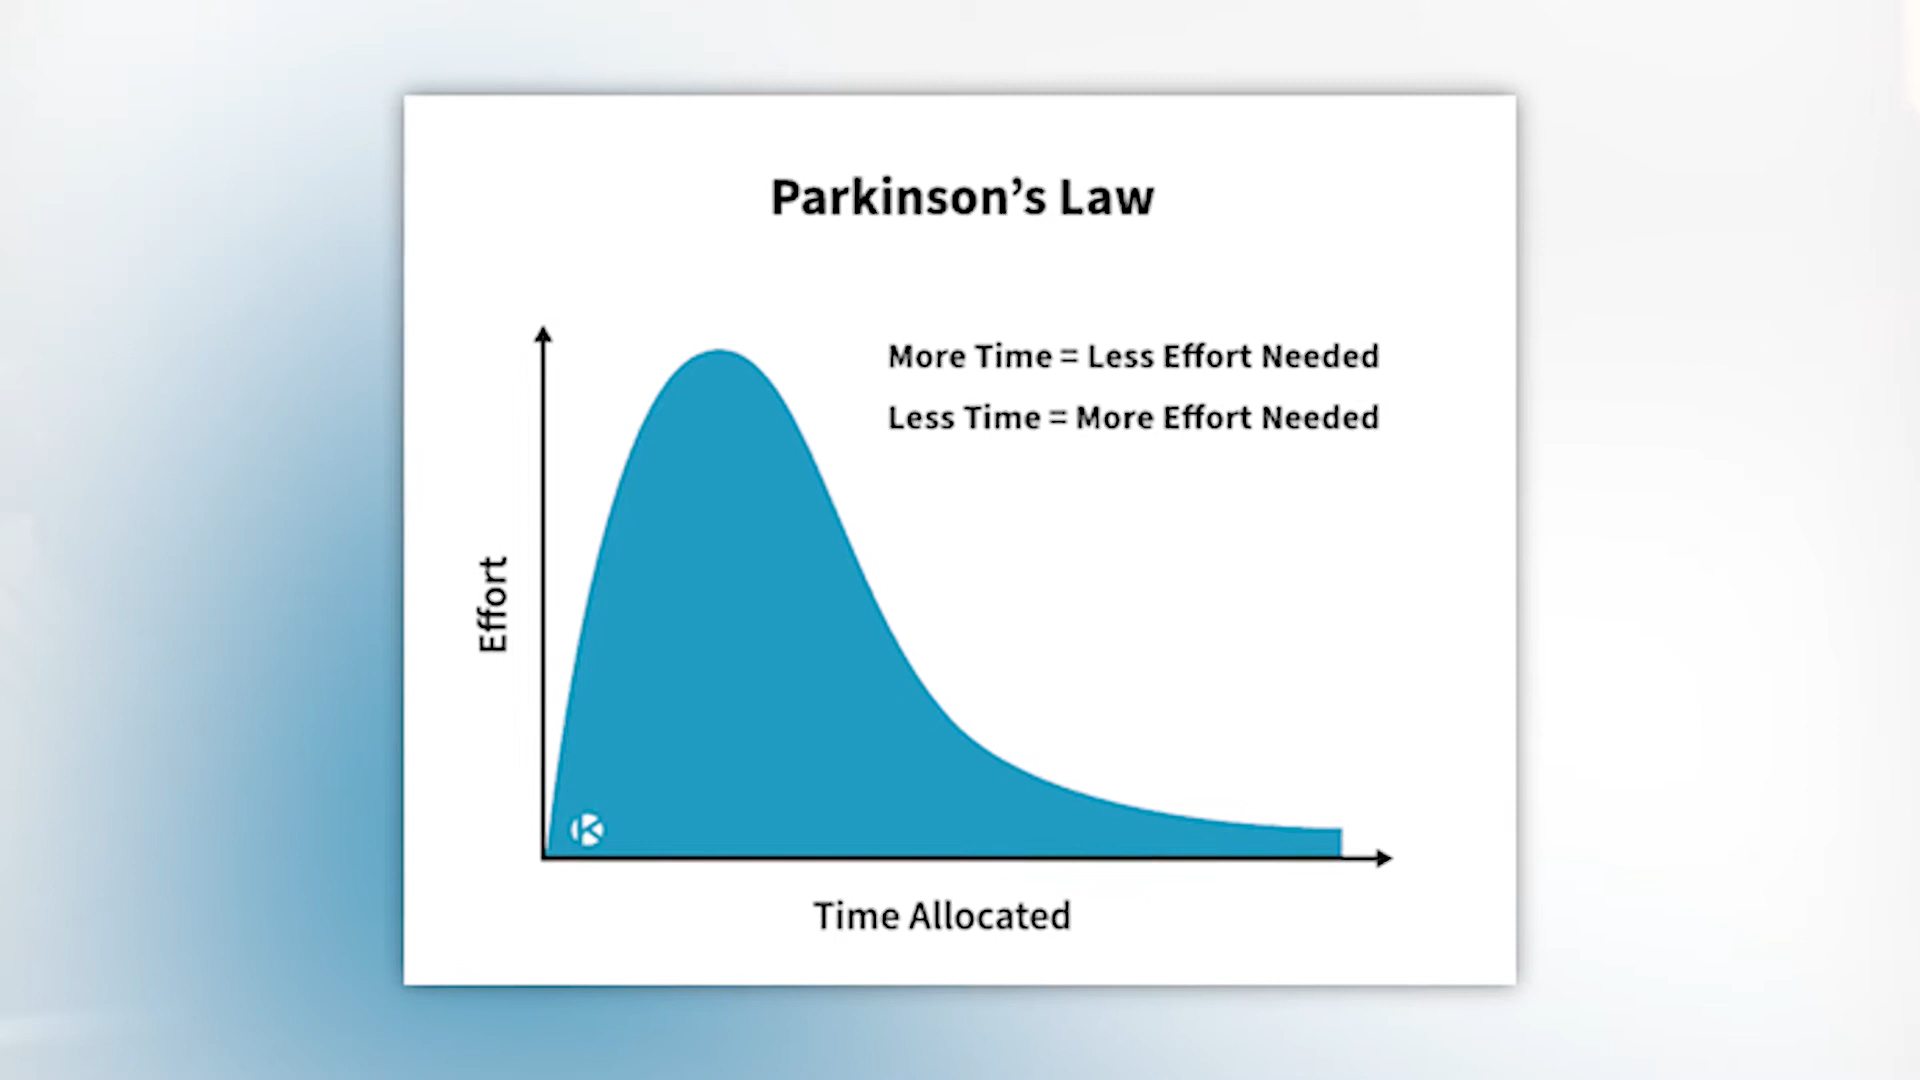 Parkinson’s Law
More Time = Less Effort Needed
Less Time = More Effort Needed
Effort
Time Allocated